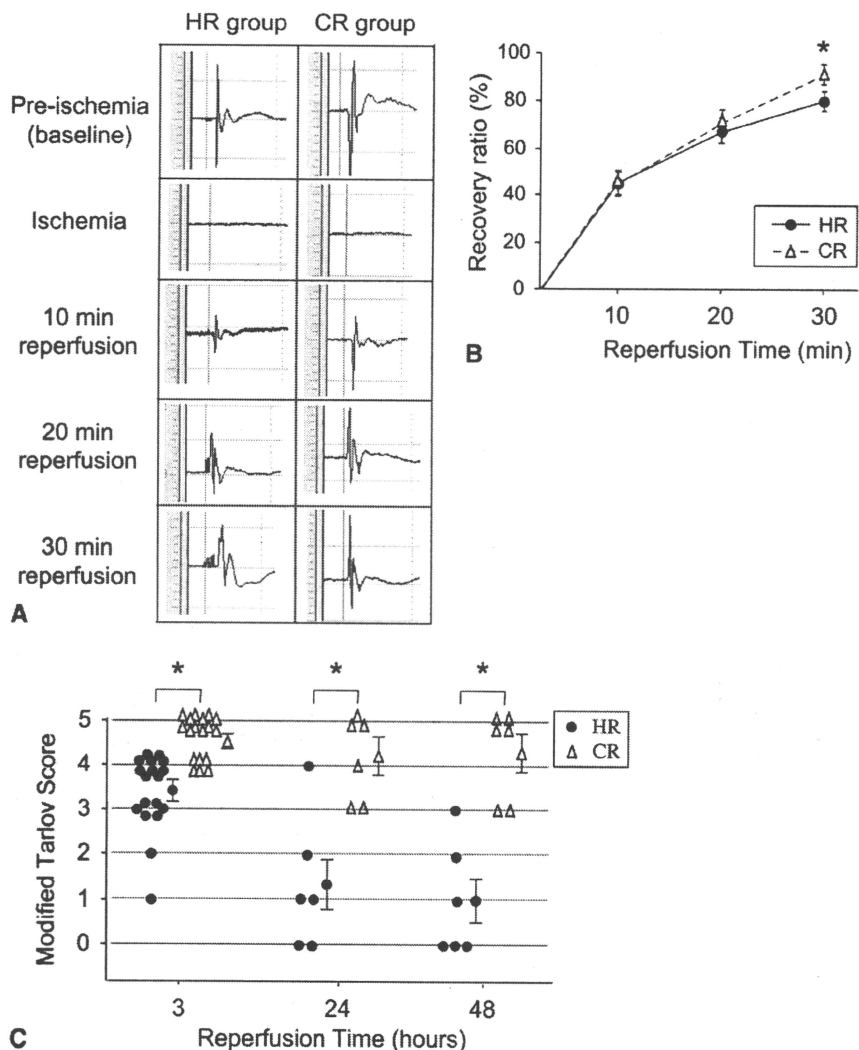 HR group CR group
Pre-ischemia
(baseline)
Ischemia
10 min
reperfusion
20 min
reperfusion
30 min
reperfusion
A
100
80
60
40
20
0
Recovery ratio (%)
*
HR
CR
10 20 30
Reperfusion Time (min)
B
* * *
5
4
3
2
1
0
Modified Tarlov Score
HR
CR
3 24 48
Reperfusion Time (hours)
C